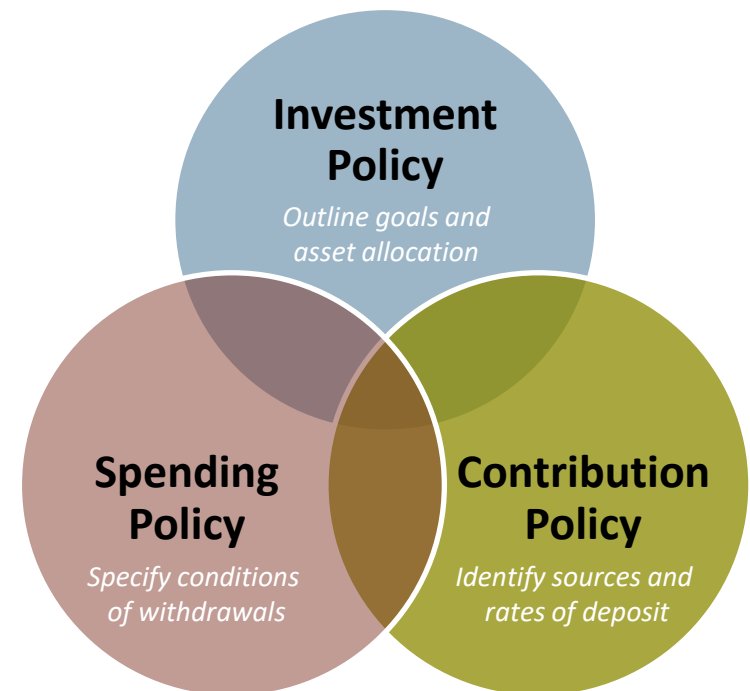 Investment
Policy
Outline goals and
asset allocation
Spending
Policy
Specify conditions
of withdrawals
Contribution
Policy
Identify sources and
rates of deposit